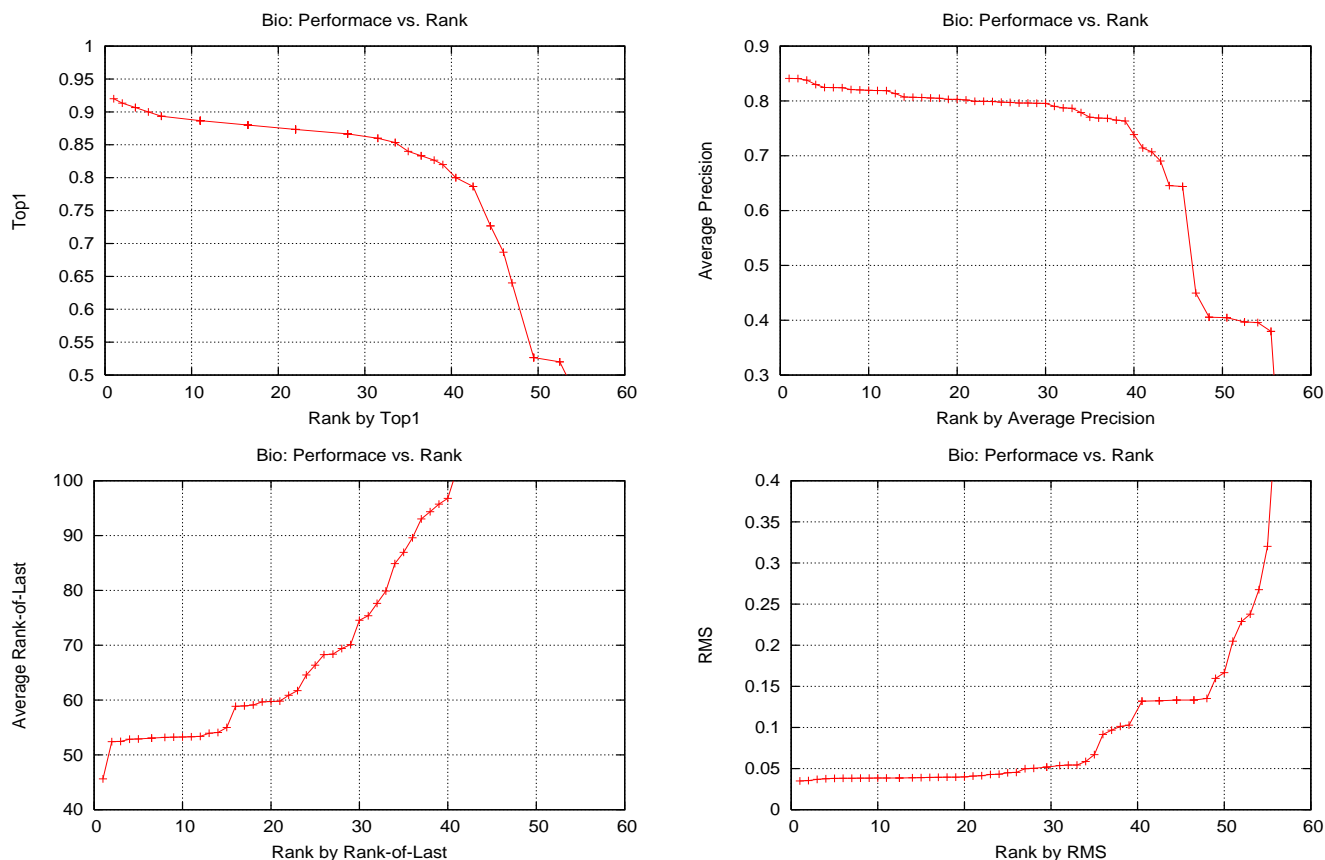 Bio: Performace vs. Rank
1
0.95
0.9
0.85
0.8
0.75
0.7
0.65
0.6
0.55
0.5
Top1
0 10 20 30 40 50 60
Rank by Top1
Bio: Performace vs. Rank
0.9
0.8
0.7
0.6
0.5
0.4
0.3
Average Precision
0 10 20 30 40 50 60
Rank by Average Precision
Bio: Performace vs. Rank
100
90
80
70
60
50
40
Average Rank-of-Last
0 10 20 30 40 50 60
Rank by Rank-of-Last
Bio: Performace vs. Rank
0.4
0.35
0.3
0.25
0.2
0.15
0.1
0.05
0
RMS
0 10 20 30 40 50 60
Rank by RMS